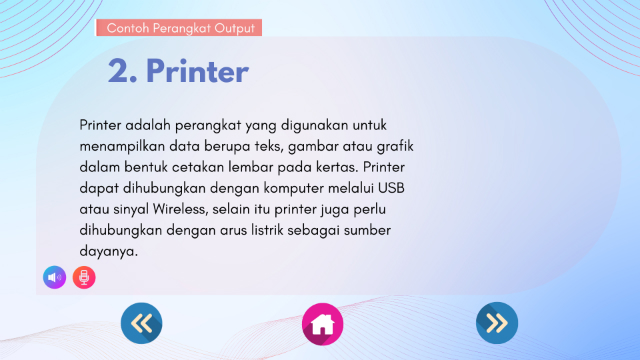 Contoh Perangkat Output
2. Printer
Printer adalah perangkat yang digunakan untuk
menampilkan data berupa teks, gambar atau grafik
dalam bentuk cetakan lembar pada kertas. Printer
dapat dihubungkan dengan komputer melalui USB
atau sinyal Wireless, selain itu printer juga perlu
dihubungkan dengan arus listrik sebagai sumber
dayanya.